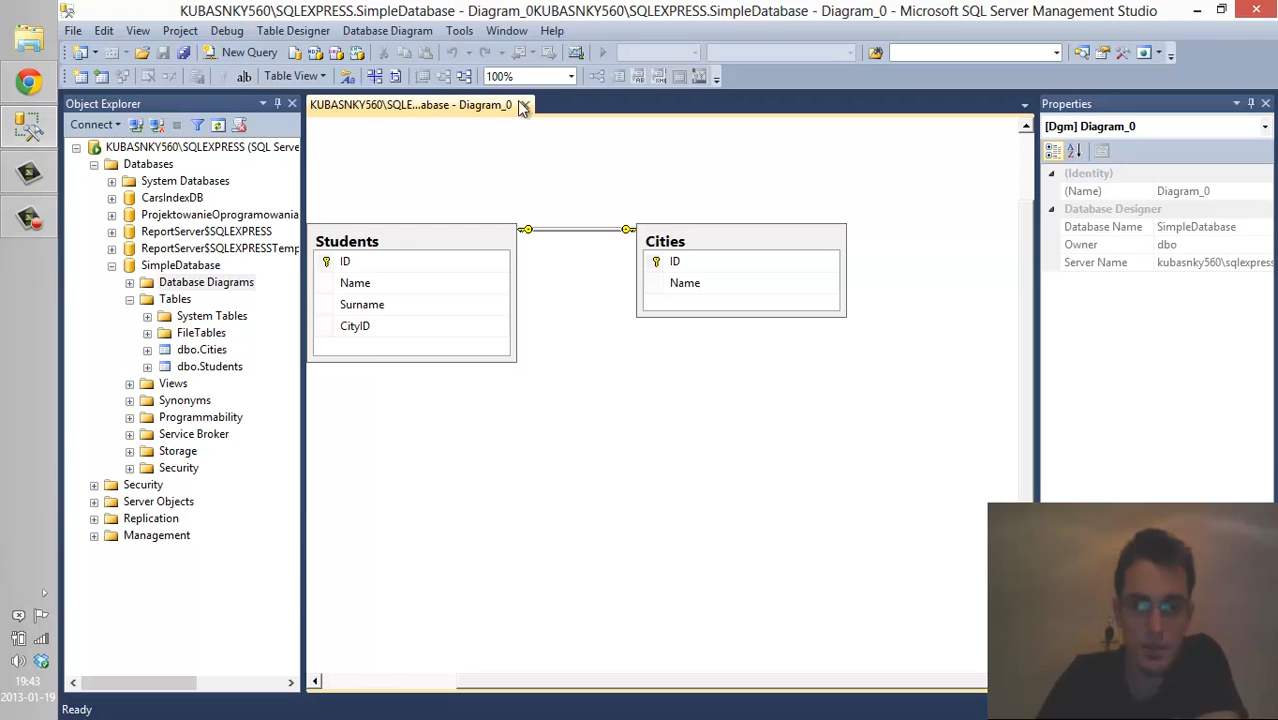 KUBASNKY560\SQLEXPRESS.SimpleDatabase - Diagram_0KUBASNKY560\SQLEXPRESS.SimpleDatabase - Diagram_0 - Microsoft SQL Server Management Studio
File Edit View Project Debug Table Designer Database Diagram Tools Window Help
New Query
Table View 100%
Object Explorer
Connect
KUBASNKY560\SQLEXPRESS (SQL Serve
Databases
System Databases
CarsIndexDB
ProjektowanieOprogramowania
ReportServer$SQLEXPRESS
ReportServer$SQLEXPRESSTemp
SimpleDatabase
Database Diagrams
Tables
System Tables
FileTables
dbo.Cities
dbo.Students
Views
Synonyms
Programmability
Service Broker
Storage
Security
Security
Server Objects
Replication
Management
KUBASNKY560\SQLE...abase - Diagram_0
Students
ID
Name
Surname
CityID
Cities
ID
Name
Properties
[Dgm] Diagram_0
(Identity)
(Name) Diagram_0
Database Designer
Database Name SimpleDatabase
Owner dbo
Server Name kubasnky560\sqlexpress
19:43
2013-01-19
Ready